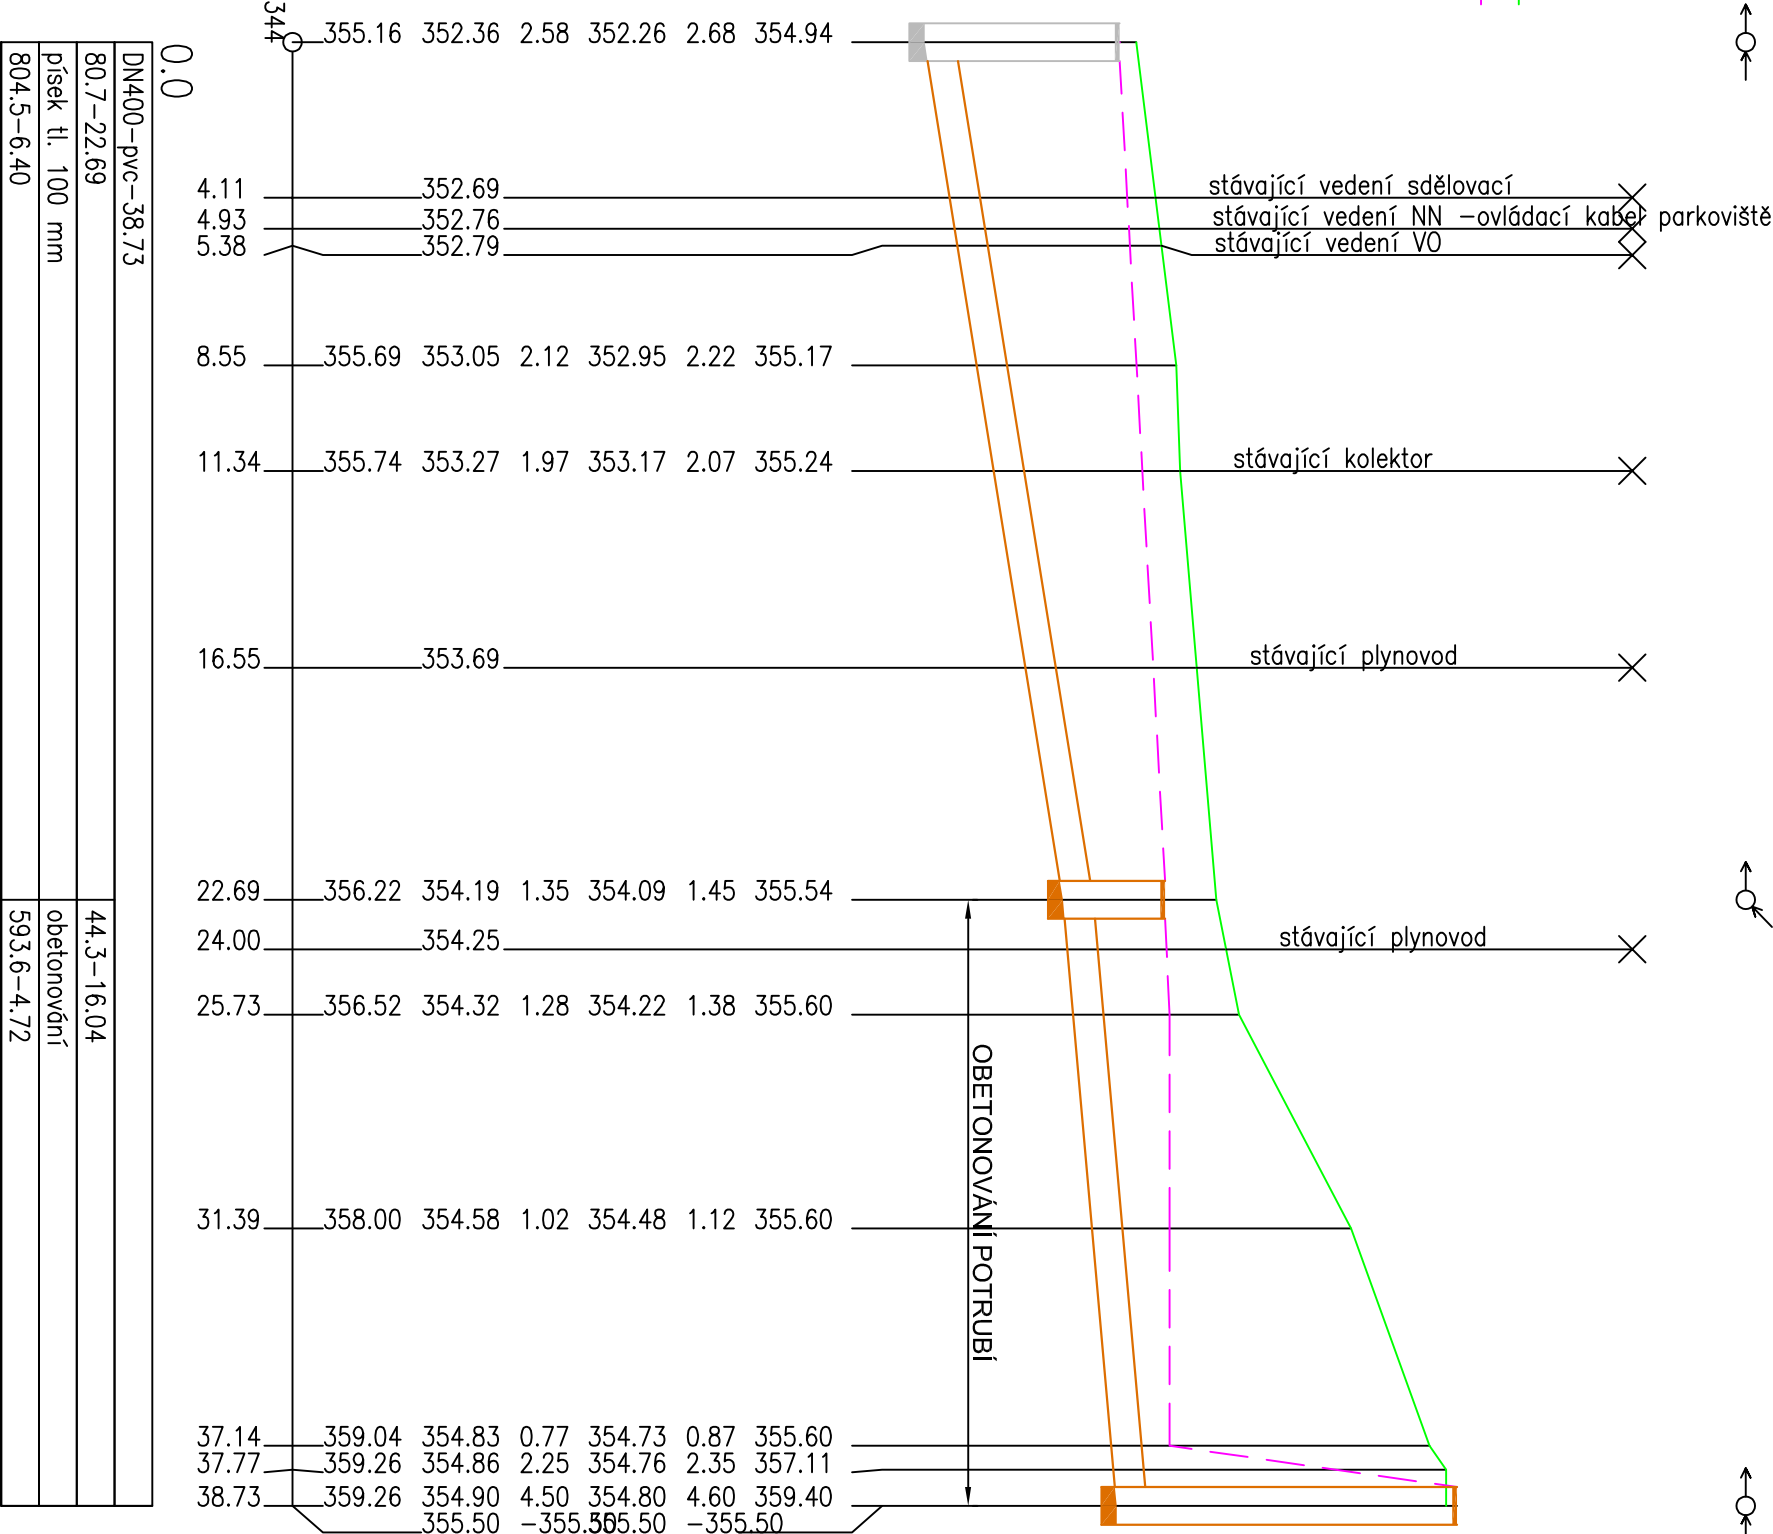 344
355.16 352.36 2.58 352.26 2.68 354.94
0.0
DN400-pvc-38.73
80.7-22.69
písek tl. 100 mm
804.5-6.40
4.11 352.69 stávající vedení sdělovací
4.93 352.76 stávající vedení NN -ovládací kabel parkoviště
5.38 352.79 stávající vedení VO
8.55 355.69 353.05 2.12 352.95 2.22 355.17
11.34 355.74 353.27 1.97 353.17 2.07 355.24 stávající kolektor
16.55 353.69 stávající plynovod
22.69 356.22 354.19 1.35 354.09 1.45 355.54
44.3-16.04
obetonování
593.6-4.72
24.00 354.25 stávající plynovod
25.73 356.52 354.32 1.28 354.22 1.38 355.60
OBETONOVÁNÍ POTRUBÍ
31.39 358.00 354.58 1.02 354.48 1.12 355.60
37.14 359.04 354.83 0.77 354.73 0.87 355.60
37.77 359.26 354.86 2.25 354.76 2.35 357.11
38.73 359.26 354.90 4.50 354.80 4.60 359.40
355.50 -355.50 355.50 -355.50